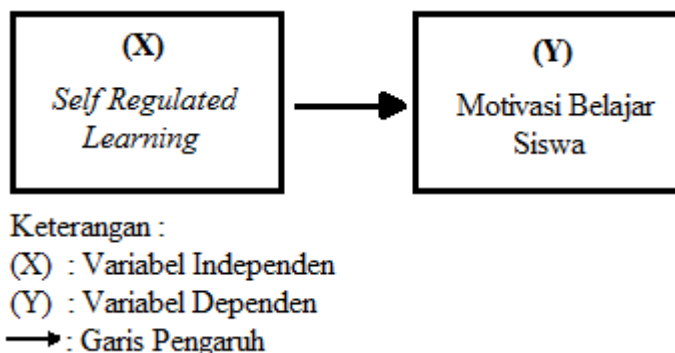 (X)
Self Regulated
Learning
(Y)
Motivasi Belajar
Siswa
Keterangan :
(X) : Variabel Independen
(Y) : Variabel Dependen
: Garis Pengaruh